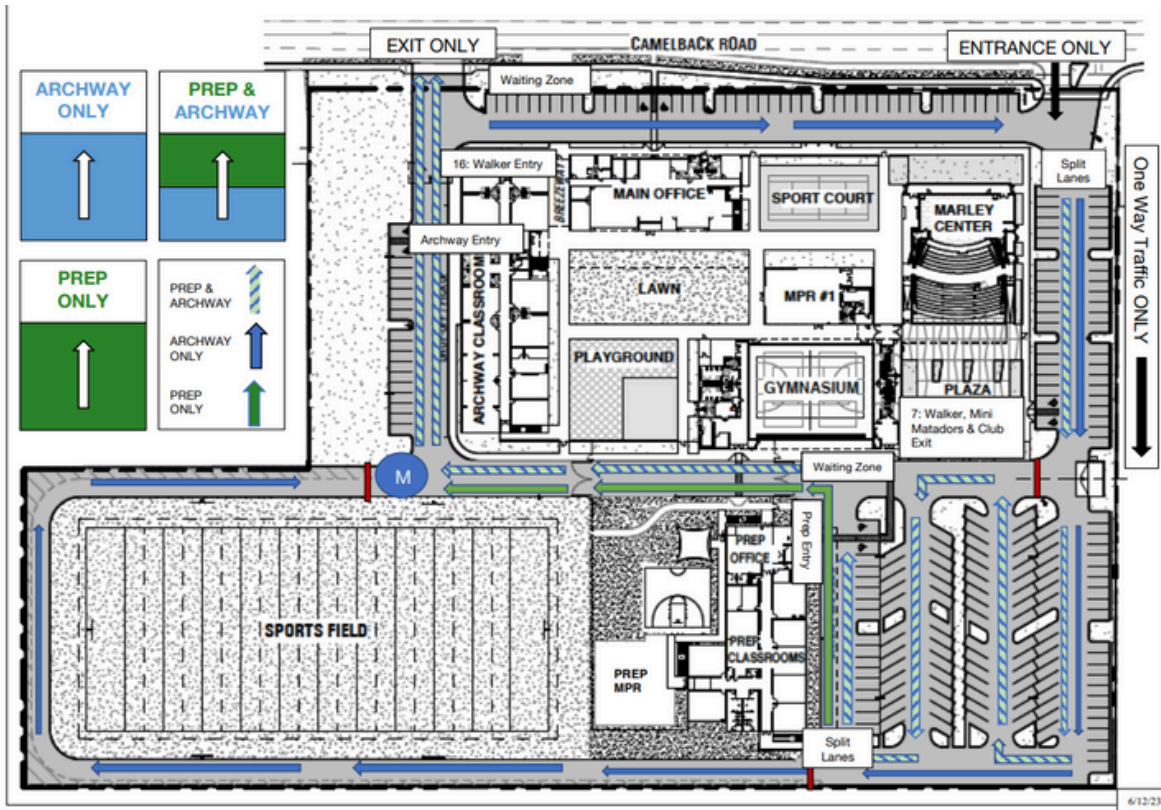 EXIT ONLY
CAMELBACK ROAD
ENTRANCE ONLY
Waiting Zone
ARCHWAY
ONLY
PREP &
ARCHWAY
16: Walker Entry
BREEZEWAY
MAIN OFFICE
SPORT COURT
MARLEY
CENTER
Split
Lanes
One Way Traffic ONLY
Archway Entry
ARCHWAY CLASSROOM
LAWN
MPR #1
PREP
ONLY
PREP &
ARCHWAY
ARCHWAY
ONLY
PREP
ONLY
PLAYGROUND
GYMNASIUM
PLAZA
7: Walker, Mini
Matadors & Club
Exit
M
Waiting Zone
Prep Entry
PREP
OFFICE
SPORTS FIELD
PREP
CLASSROOMS
PREP
MPR
Split
Lanes
6/12/23